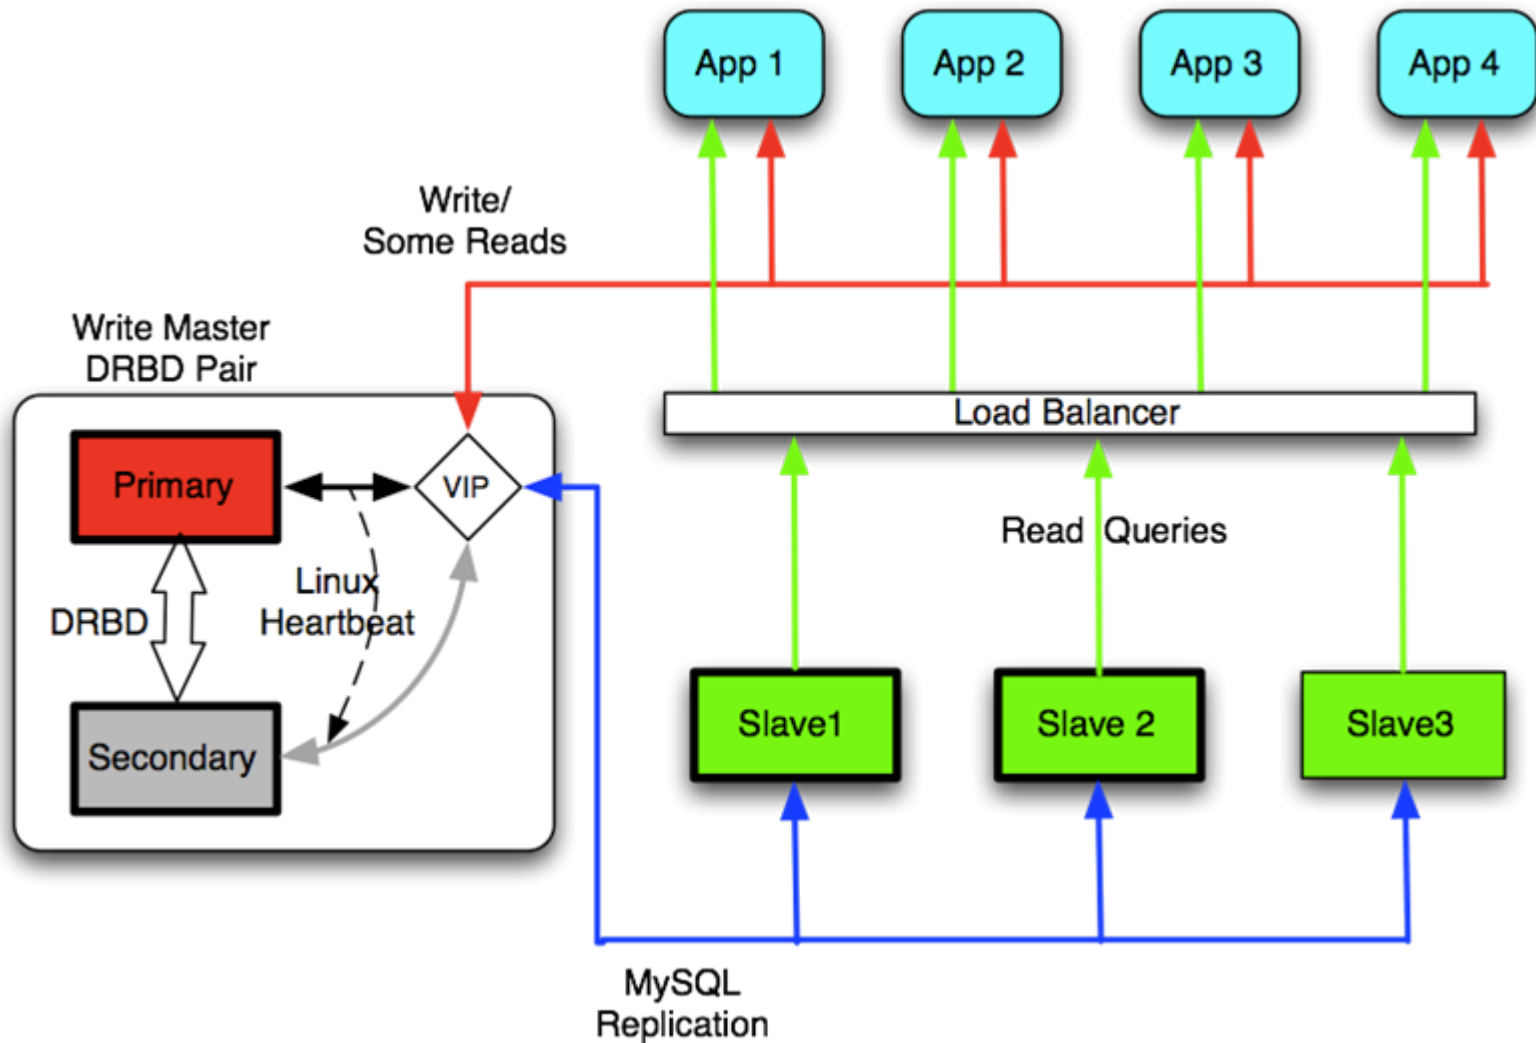 App 1
App 2
App 3
App 4
Write/
Some Reads
Write Master
DRBD Pair
Load Balancer
Primary
VIP
Read Queries
Linux
Heartbeat
DRBD
Secondary
Slave1
Slave 2
Slave3
MySQL
Replication